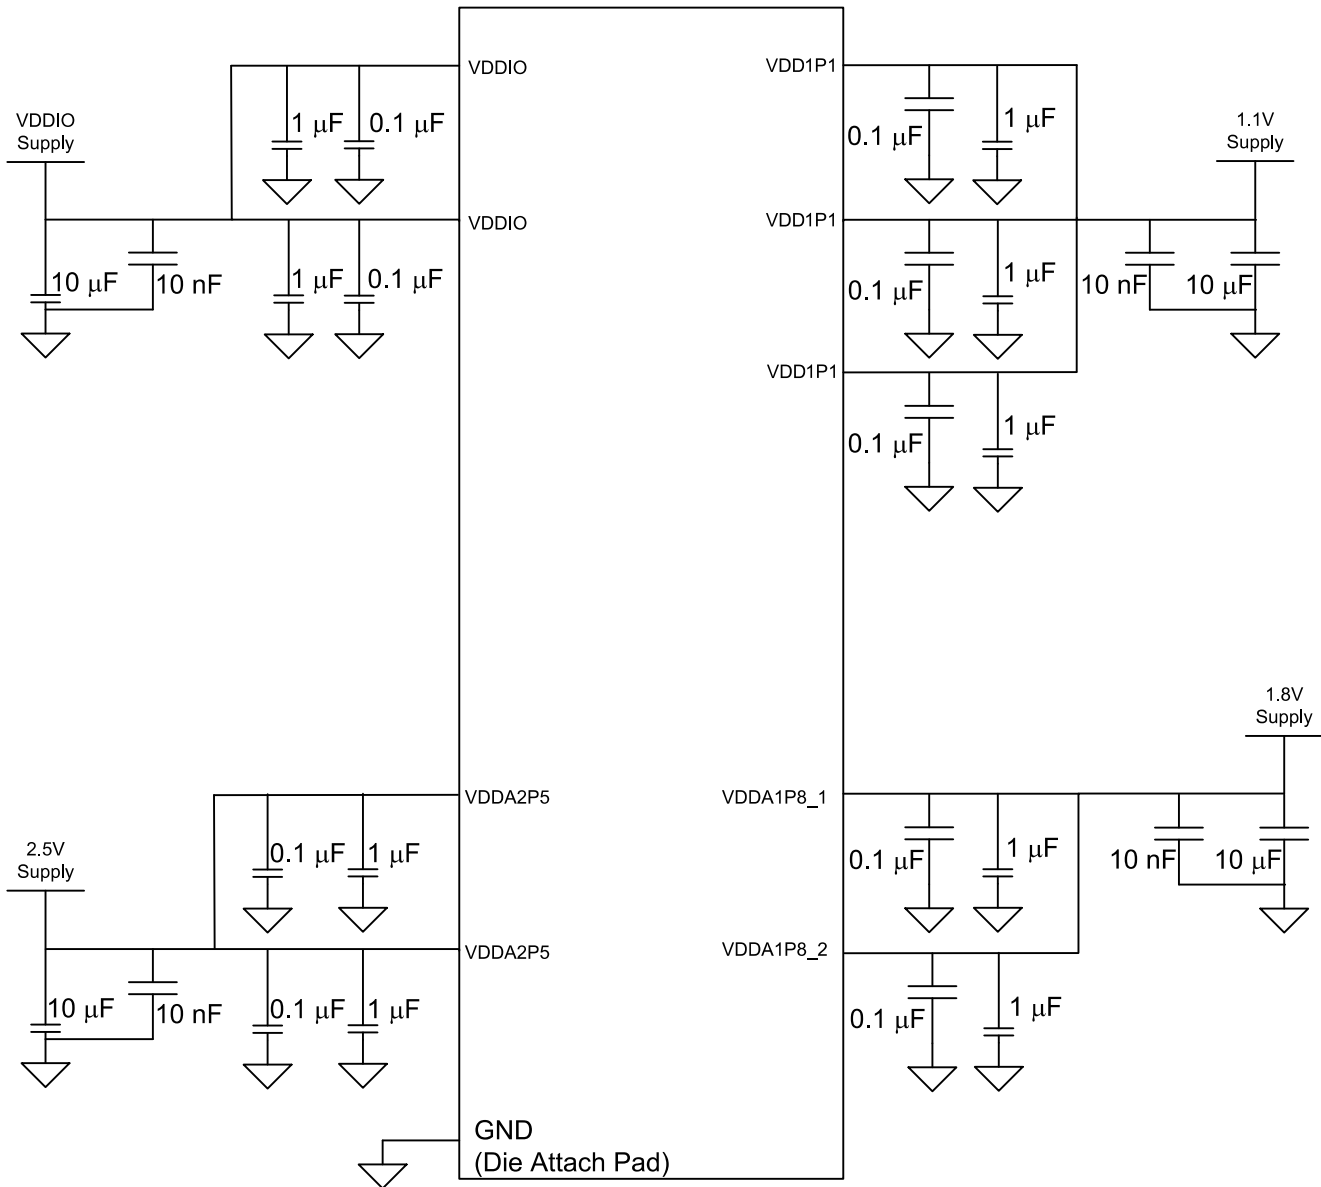 VDDIO
VDD1P1
1 µF
0.1 µF
VDDIO
Supply
0.1 µF
1 µF
1.1V
Supply
VDDIO
VDD1P1
10 µF
10 nF
1 µF
0.1 µF
0.1 µF
1 µF
10 nF
10 µF
VDD1P1
0.1 µF
1 µF
1.8V
Supply
VDDA2P5
VDDA1P8_1
2.5V
Supply
0.1 µF
1 µF
0.1 µF
1 µF
10 nF
10 µF
VDDA2P5
VDDA1P8_2
10 µF
10 nF
0.1 µF
1 µF
0.1 µF
1 µF
GND
(Die Attach Pad)